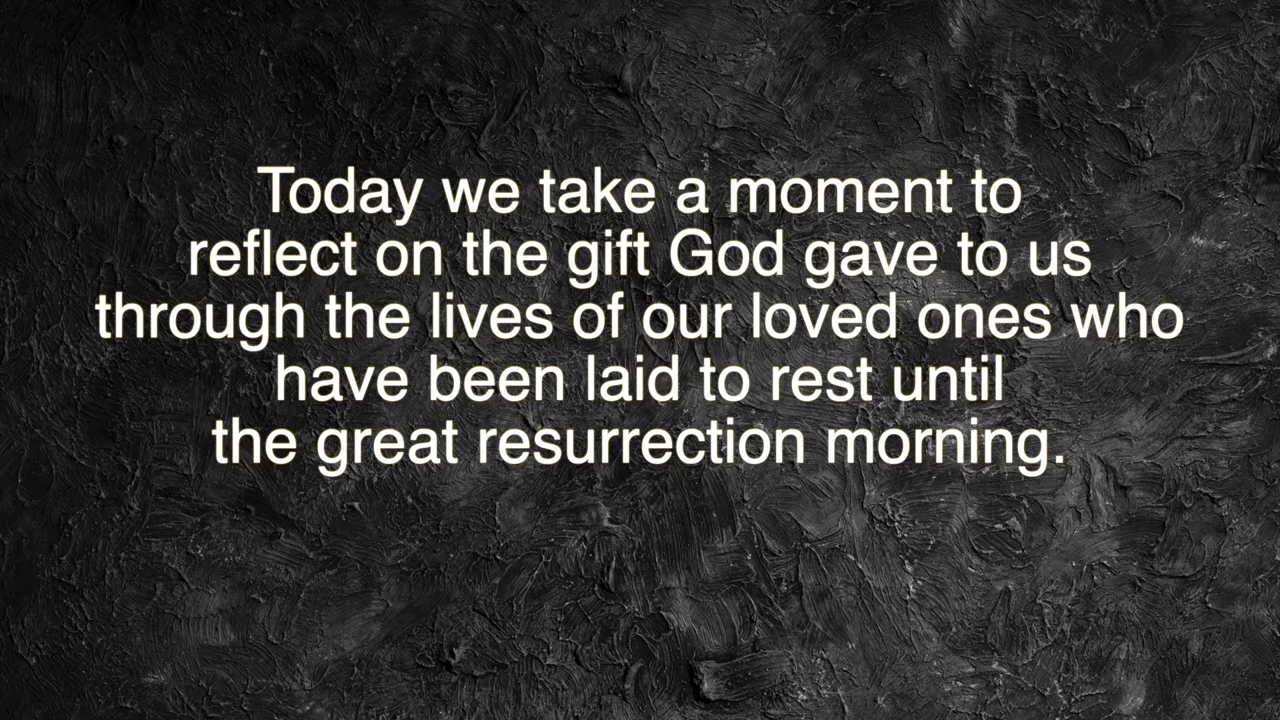 Today we take a moment to
reflect on the gift God gave to us
through the lives of our loved ones who
have been laid to rest until
the great resurrection morning.